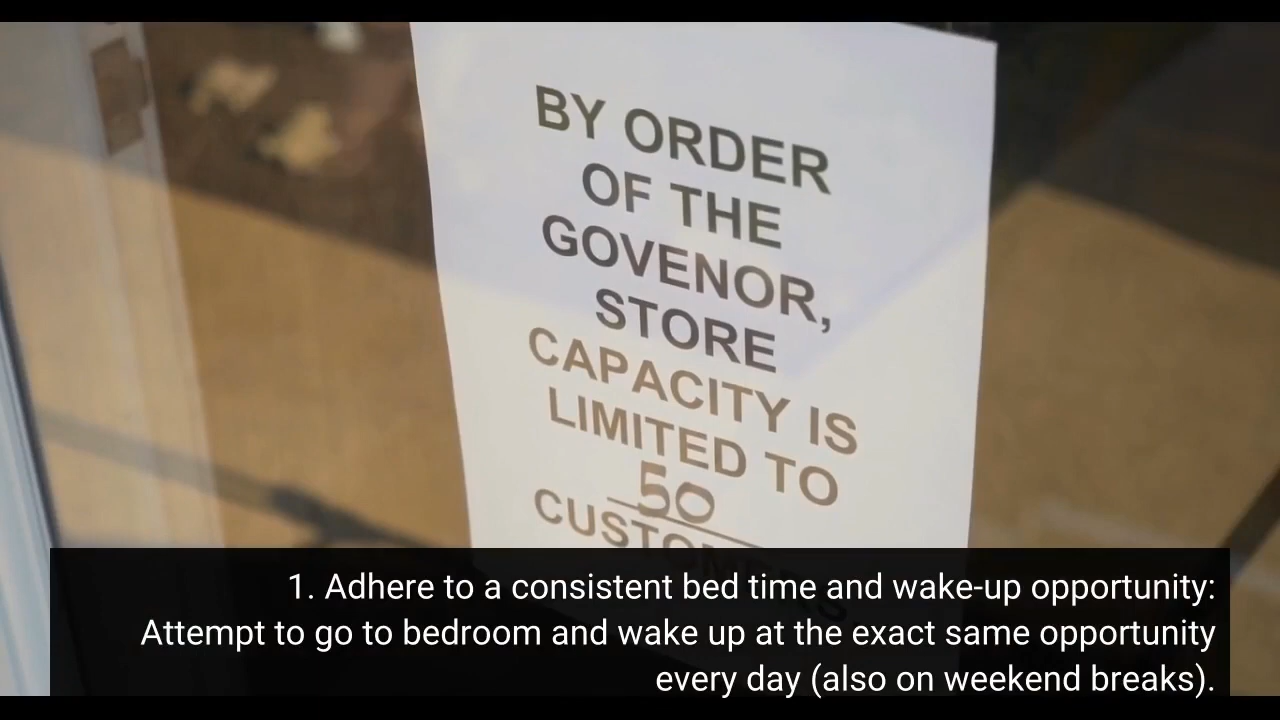 BY ORDER
OF THE
GOVENOR,
STORE
CAPACITY IS
LIMITED TO
50
CUSTOMERS
1. Adhere to a consistent bed time and wake-up opportunity:
Attempt to go to bedroom and wake up at the exact same opportunity
every day (also on weekend breaks).